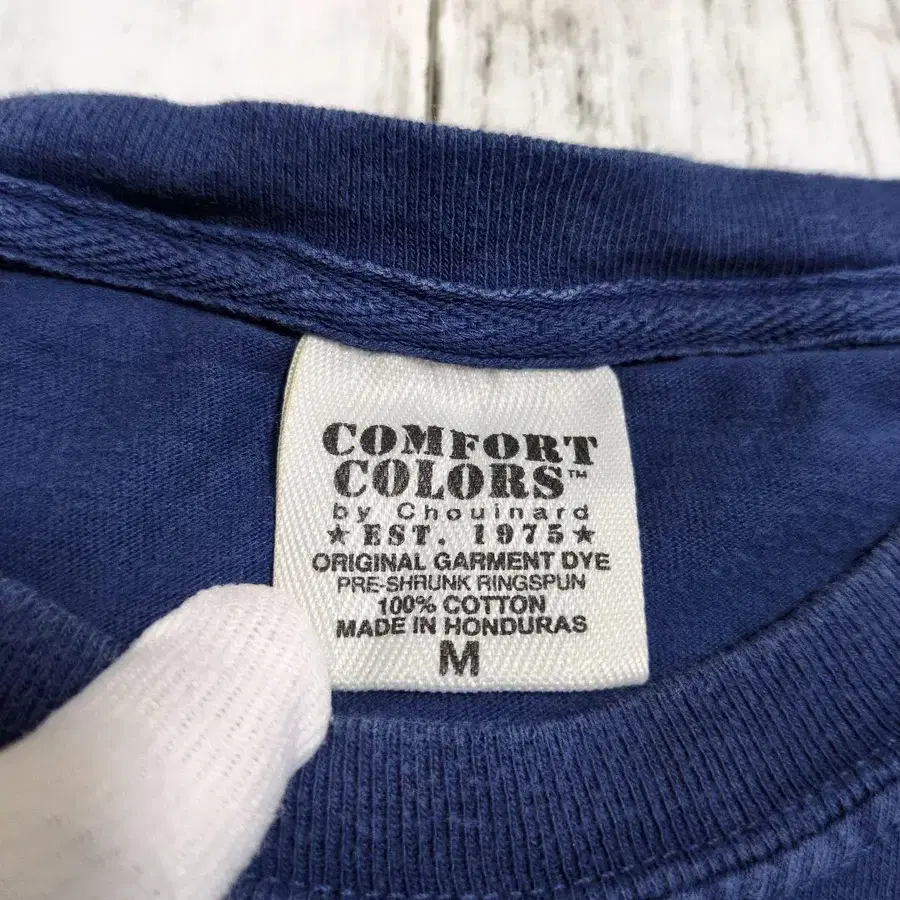 COMFORT
COLORS™
by Chouinard
★ EST. 1975 ★
ORIGINAL GARMENT DYE
PRE-SHRUNK RINGSPUN
100% COTTON
MADE IN HONDURAS
M